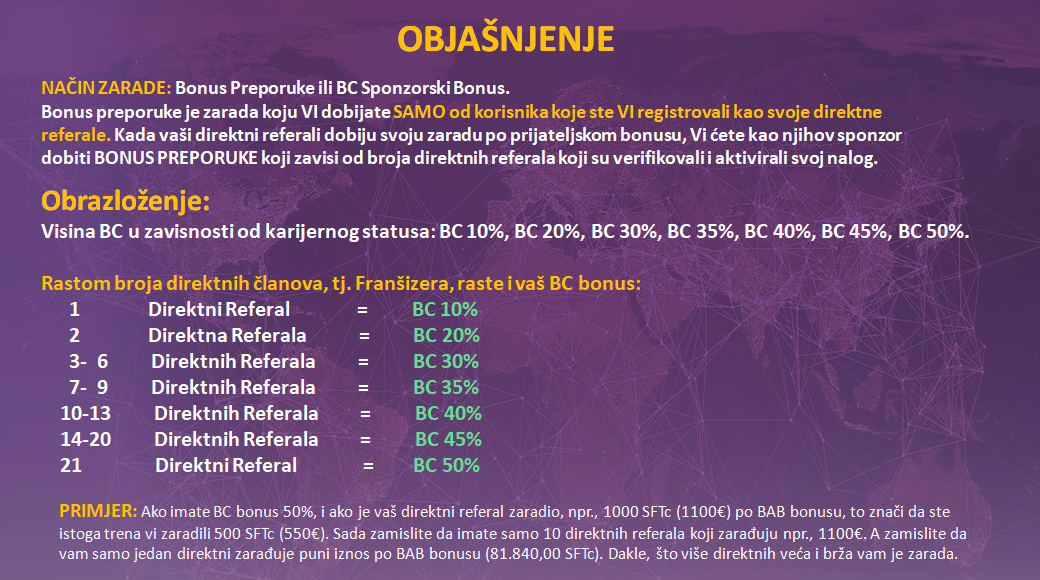 OBJAŠNJENJE
NAČIN ZARADE: Bonus Preporuke ili BC Sponzorski Bonus.
Bonus preporuke je zarada koju VI dobijate SAMO od korisnika koje ste VI registrovali kao svoje direktne
referale. Kada vaši direktni referali dobiju svoju zaradu po prijateljskom bonusu, Vi ćete kao njihov sponzor
dobiti BONUS PREPORUKE koji zavisi od broja direktnih referala koji su verifikovali i aktivirali svoj nalog.
Obrazloženje:
Visina BC u zavisnosti od karijernog statusa: BC 10%, BC 20%, BC 30%, BC 35%, BC 40%, BC 45%, BC 50%.
Rastom broja direktnih članova, tj. Franšizera, raste i vaš BC bonus:
1 Direktni Referal = BC 10%
2 Direktna Referala = BC 20%
3- 6 Direktnih Referala = BC 30%
7- 9 Direktnih Referala = BC 35%
10-13 Direktnih Referala = BC 40%
14-20 Direktnih Referala = BC 45%
21 Direktni Referal = BC 50%
PRIMJER: Ako imate BC bonus 50%, i ako je vaš direktni referal zaradio, npr., 1000 SFTc (1100€) po BAB bonusu, to znači da ste
istoga trena vi zaradili 500 SFTc (550€). Sada zamislite da imate samo 10 direktnih referala koji zarađuju npr., 1100€. A zamislite da
vam samo jedan direktni zarađuje puni iznos po BAB bonusu (81.840,00 SFTc). Dakle, što više direktnih veća i brža vam je zarada.